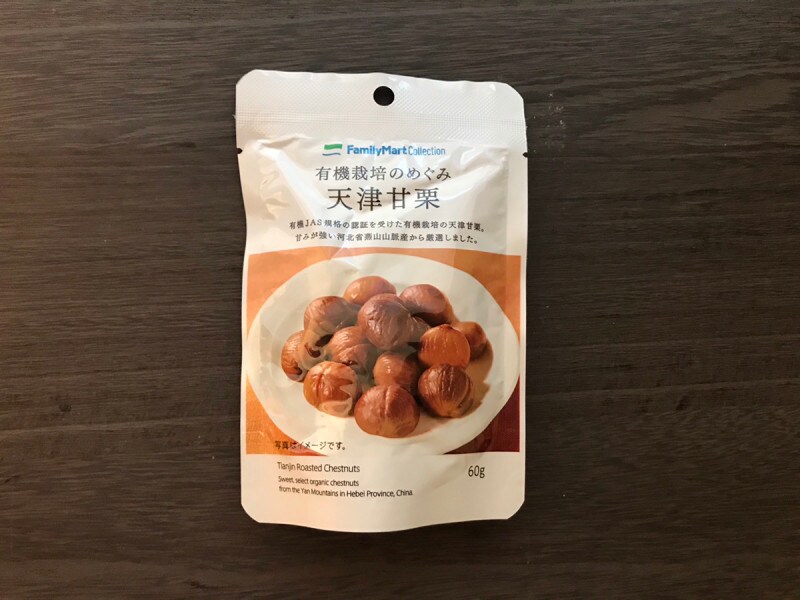 FamilyMart Collection
有機栽培のめぐみ
天津甘栗
有機JAS規格の認証を受けた有機栽培の天津甘栗。
甘みが強い河北省燕山山脈産から厳選しました。
写真はイメージです。
Tianjin Roasted Chestnuts
Sweet, select organic chestnuts
from the Yan Mountains in Hebei Province, China.
60g